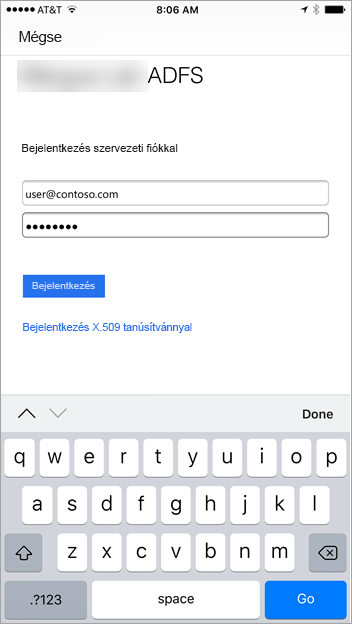 AT&T 8:06 AM
Mégse
ADFS
Bejelentkezés szervezeti fiókkal
user@contoso.com
••••••••
Bejelentkezés
Bejelentkezés X.509 tanúsítvánnyal
Done
q w e r t y u i o p
a s d f g h j k l
z x c v b n m
.?123 space Go